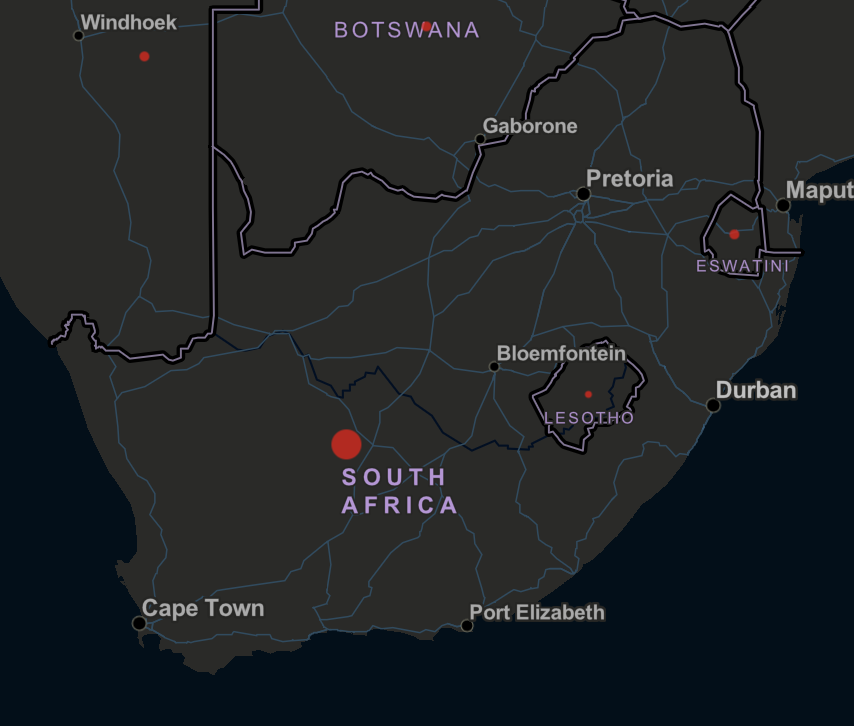 Windhoek
BOTSWANA
Gaborone
Pretoria
Maput
ESWATINI
Bloemfontein
Durban
LESOTHO
SOUTH
AFRICA
Cape Town
Port Elizabeth